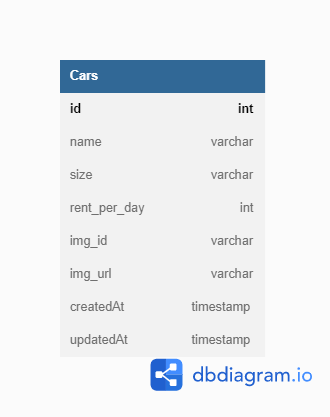 Cars
id int
name varchar
size varchar
rent_per_day int
img_id varchar
img_url varchar
createdAt timestamp
updatedAt timestamp
dbdiagram.io